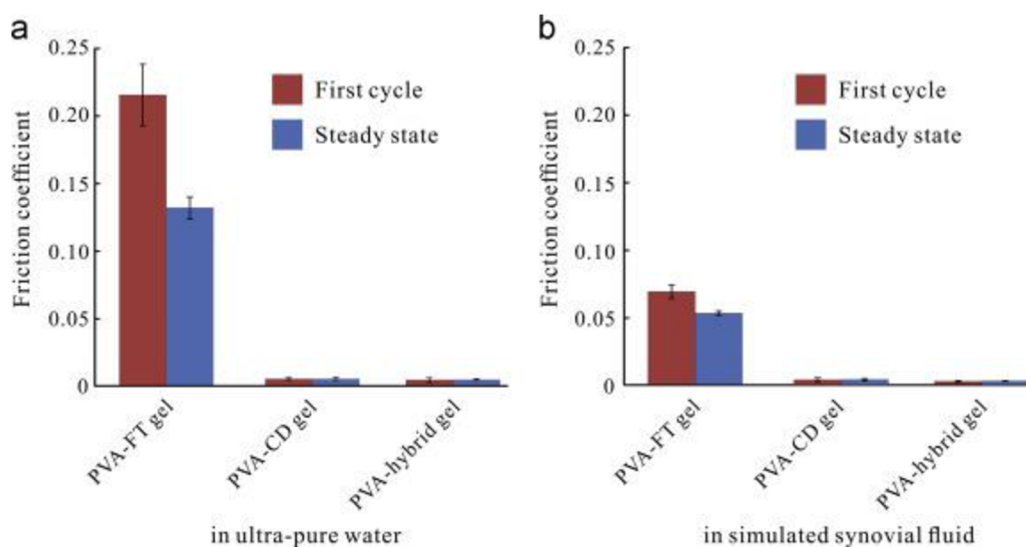 a
0.25
0.20
0.15
0.10
0.05
0
Friction coefficient
First cycle
Steady state
PVA-FT gel
PVA-CD gel
PVA-hybrid gel
in ultra-pure water
b
0.25
0.20
0.15
0.10
0.05
0
Friction coefficient
First cycle
Steady state
PVA-FT gel
PVA-CD gel
PVA-hybrid gel
in simulated synovial fluid